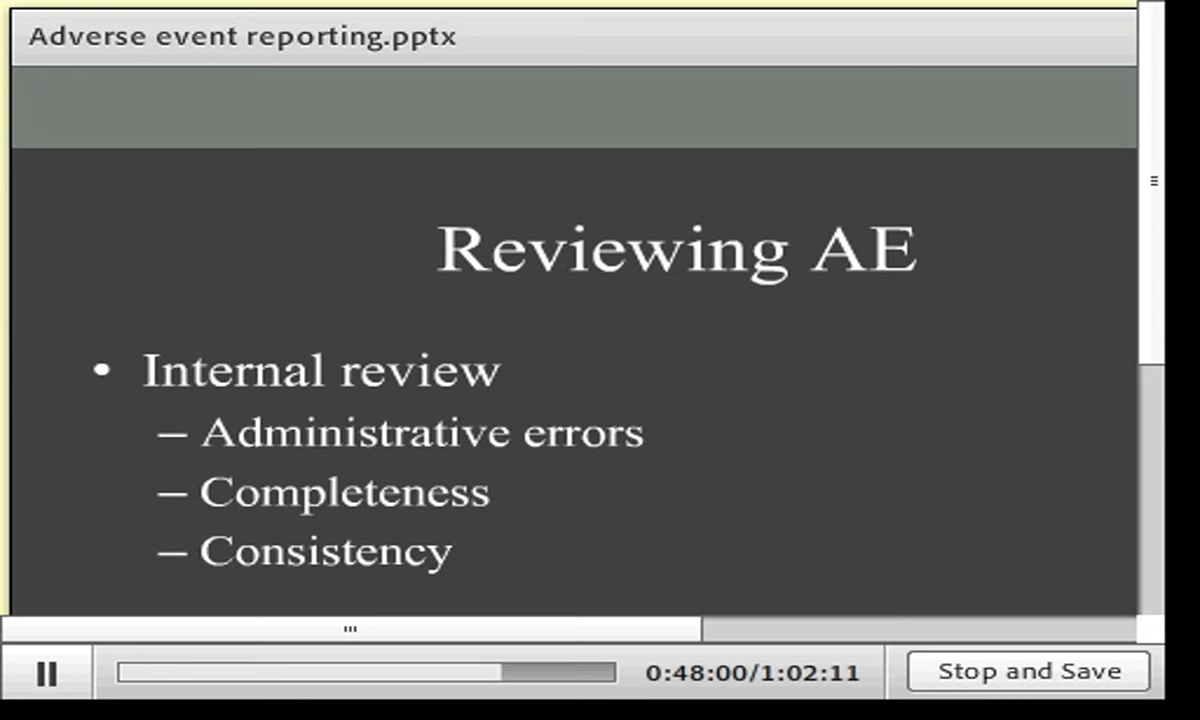 Adverse event reporting.pptx
Reviewing AE
• Internal review
– Administrative errors
– Completeness
– Consistency
0:48:00/1:02:11
Stop and Save